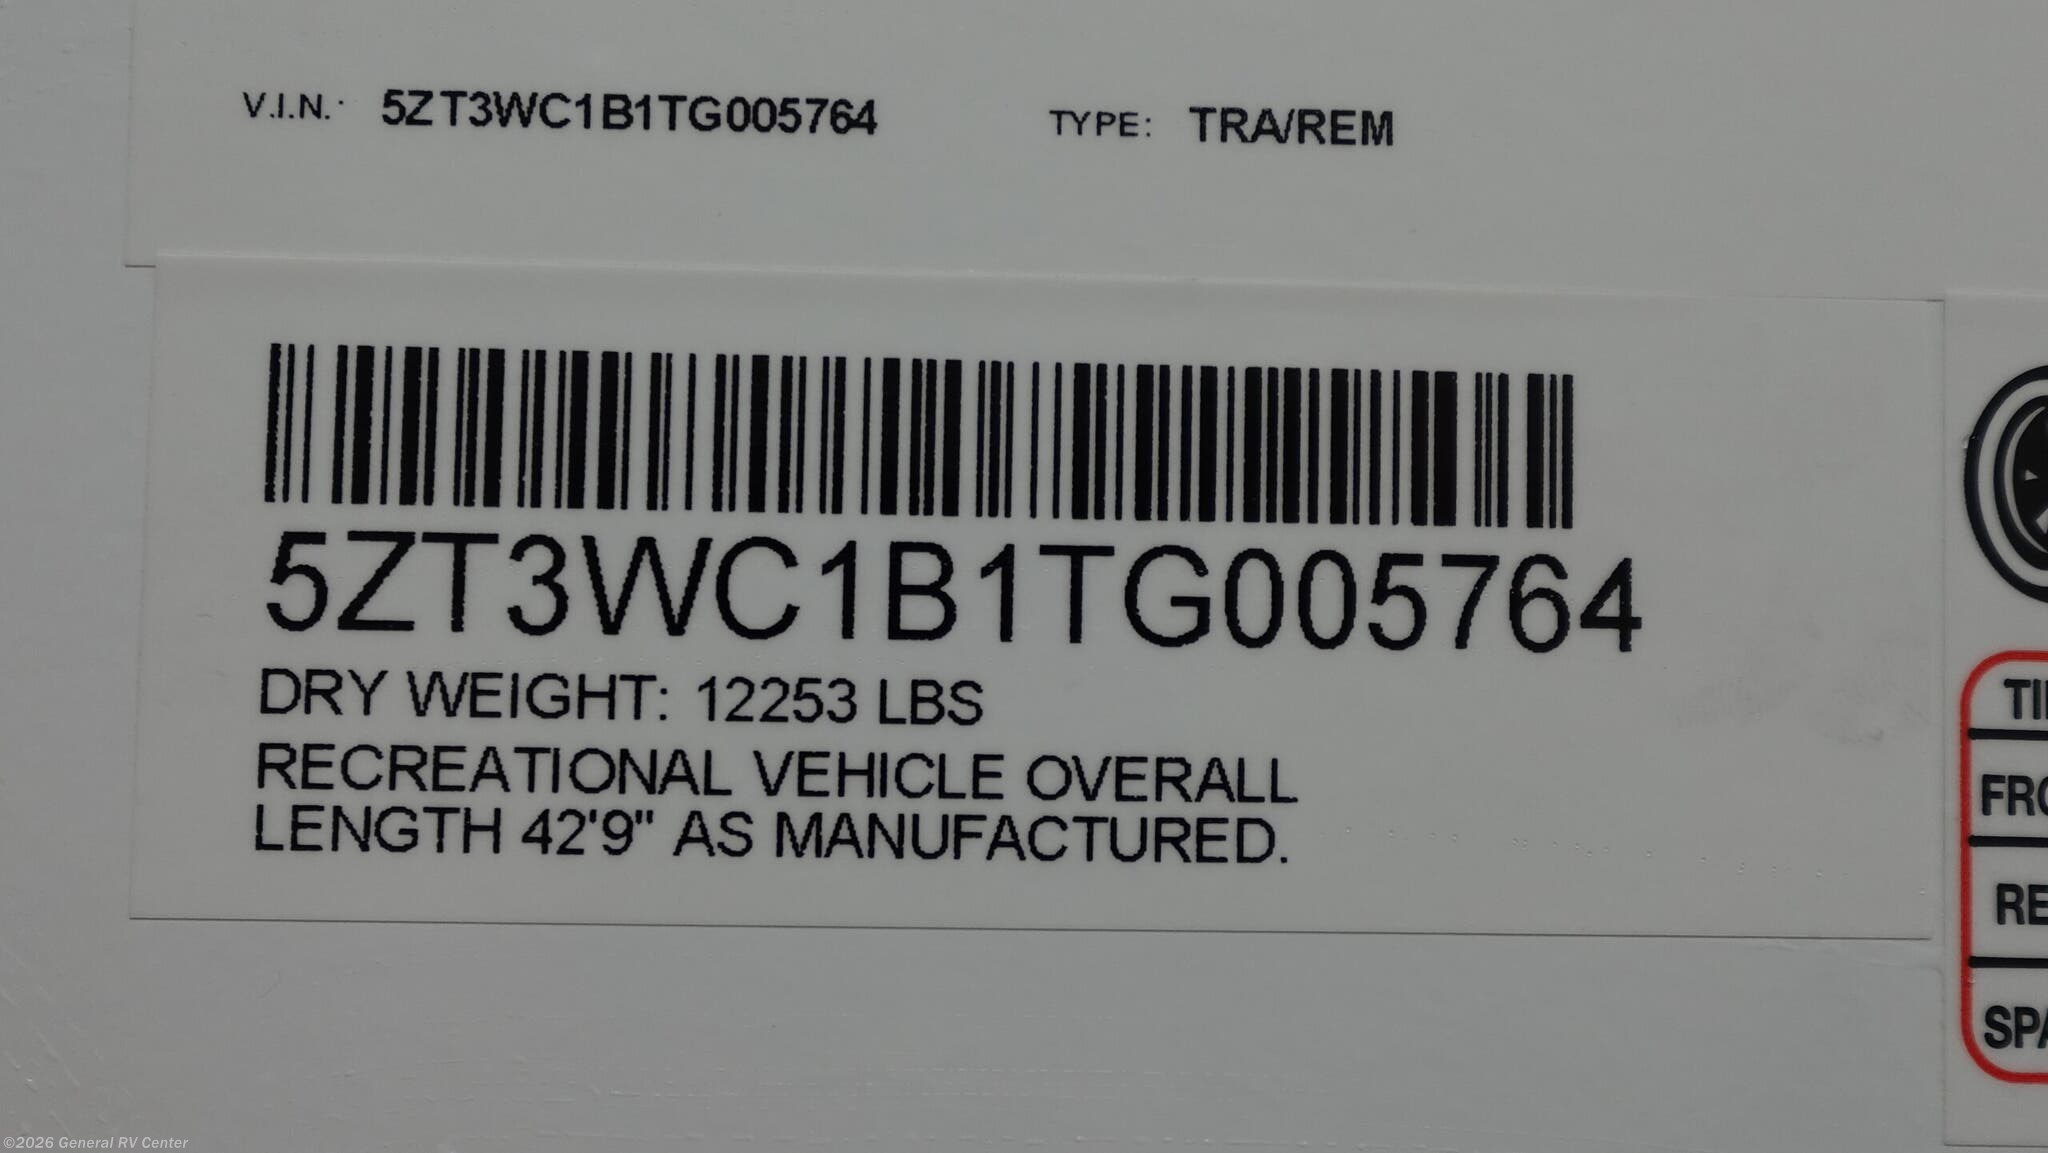 V.I.N.: 5ZT3WC1B1TG005764 TYPE: TRA/REM
5ZT3WC1B1TG005764
DRY WEIGHT: 12253 LBS
RECREATIONAL VEHICLE OVERALL
LENGTH 42'9" AS MANUFACTURED.
©2026 General RV Center